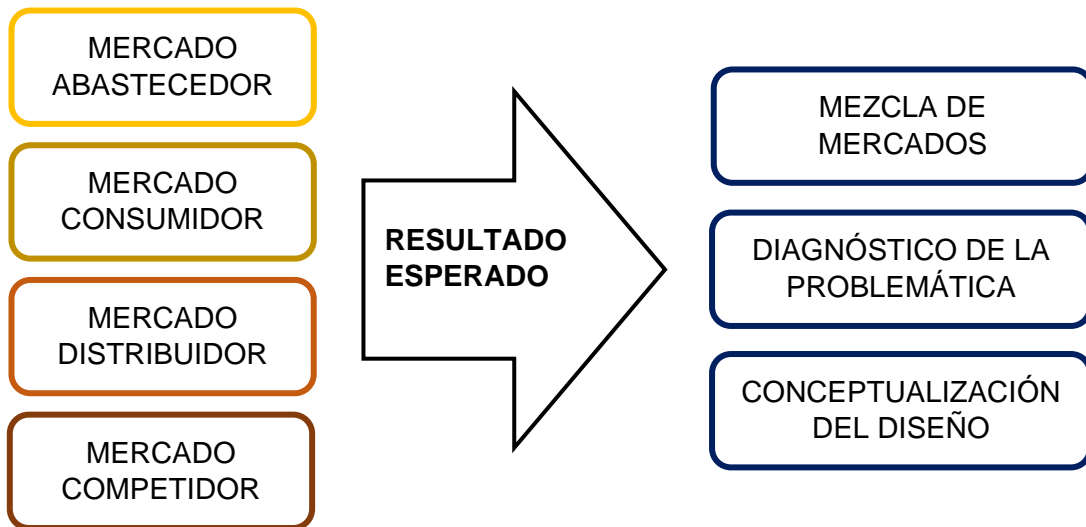 MERCADO
ABASTECEDOR
MERCADO
CONSUMIDOR
MERCADO
DISTRIBUIDOR
MERCADO
COMPETIDOR
RESULTADO
ESPERADO
MEZCLA DE
MERCADOS
DIAGNÓSTICO DE LA
PROBLEMÁTICA
CONCEPTUALIZACIÓN
DEL DISEÑO